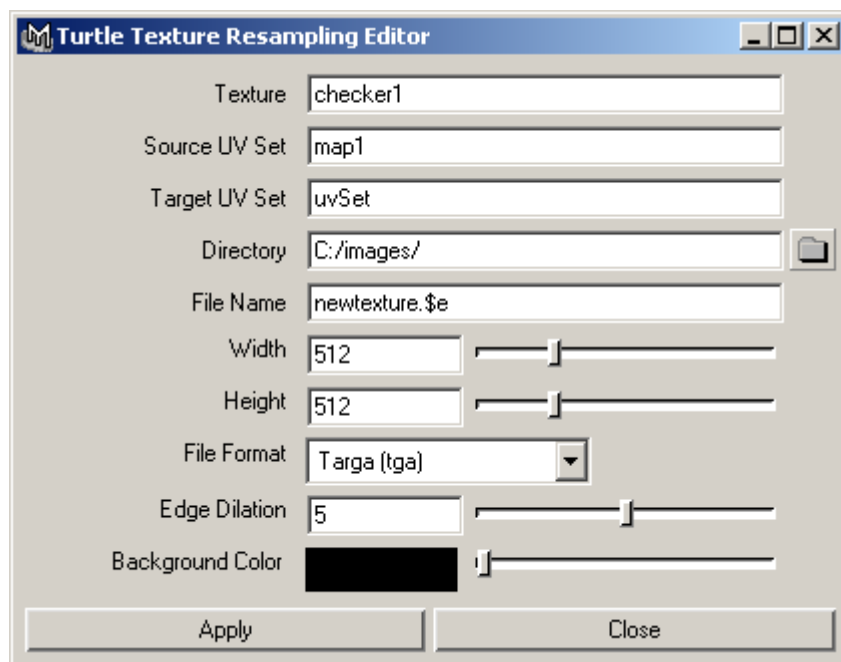 Turtle Texture Resampling Editor
Texture checker1
Source UV Set map1
Target UV Set uvSet
Directory C:/images/
File Name newtexture.$e
Width 512
Height 512
File Format Targa (tga)
Edge Dilation 5
Background Color
Apply Close